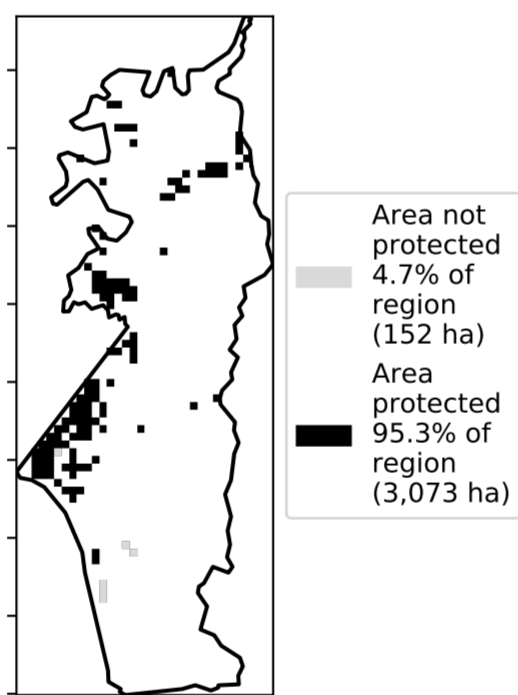 Area not
protected
4.7% of
region
(152 ha)
Area
protected
95.3% of
region
(3,073 ha)